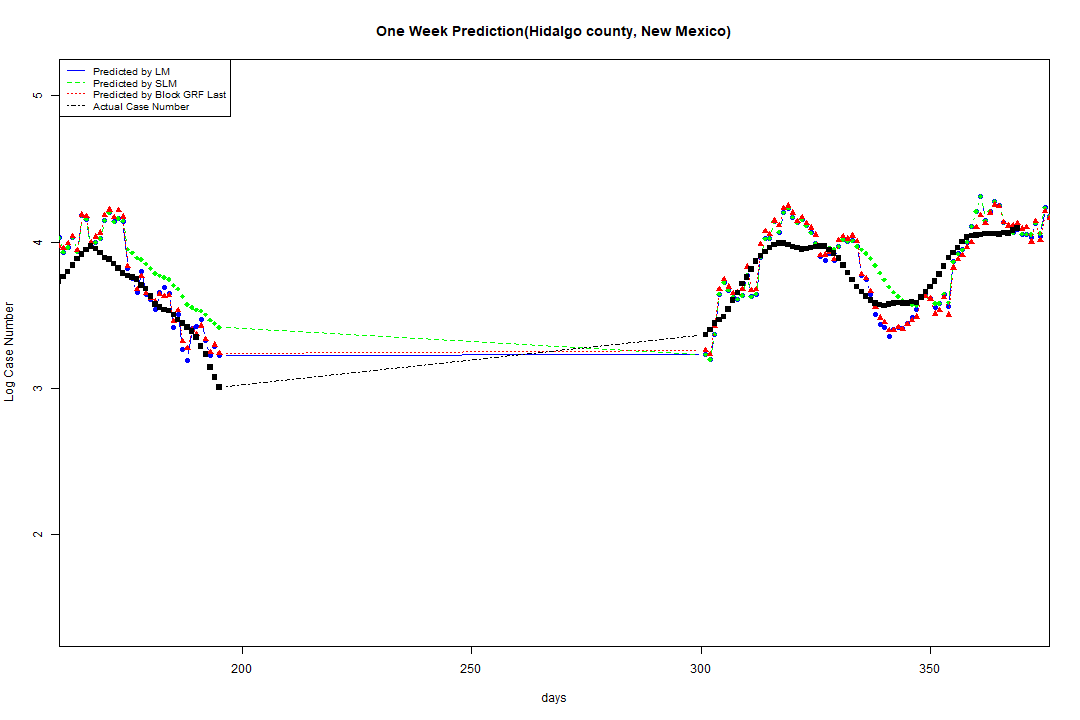 One Week Prediction(Hidalgo county, New Mexico)
Predicted by LM
Predicted by SLM
Predicted by Block GRF Last
Actual Case Number
5
4
3
2
Log Case Number
200
250
300
350
days